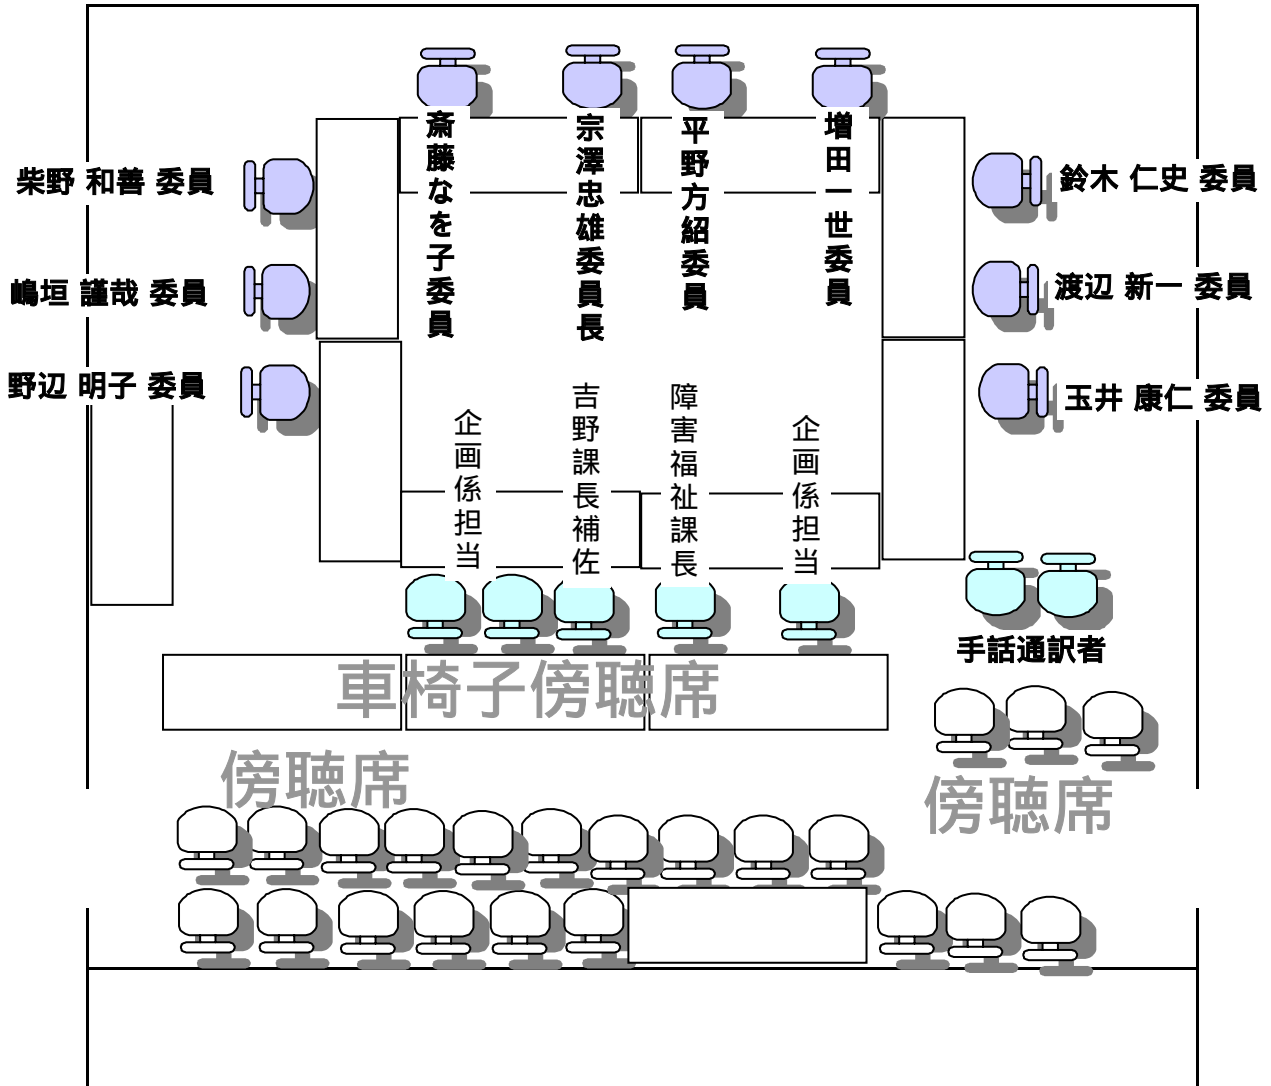 斎藤なを子委員
宗澤忠雄委員長
平野方紹委員
増田一世委員
柴野 和善 委員
嶋垣 謹哉 委員
野辺 明子 委員
鈴木 仁史 委員
渡辺 新一 委員
玉井 康仁 委員
企画係担当
吉野課長補佐
障害福祉課長
企画係担当
手話通訳者
車椅子傍聴席
傍聴席
傍聴席